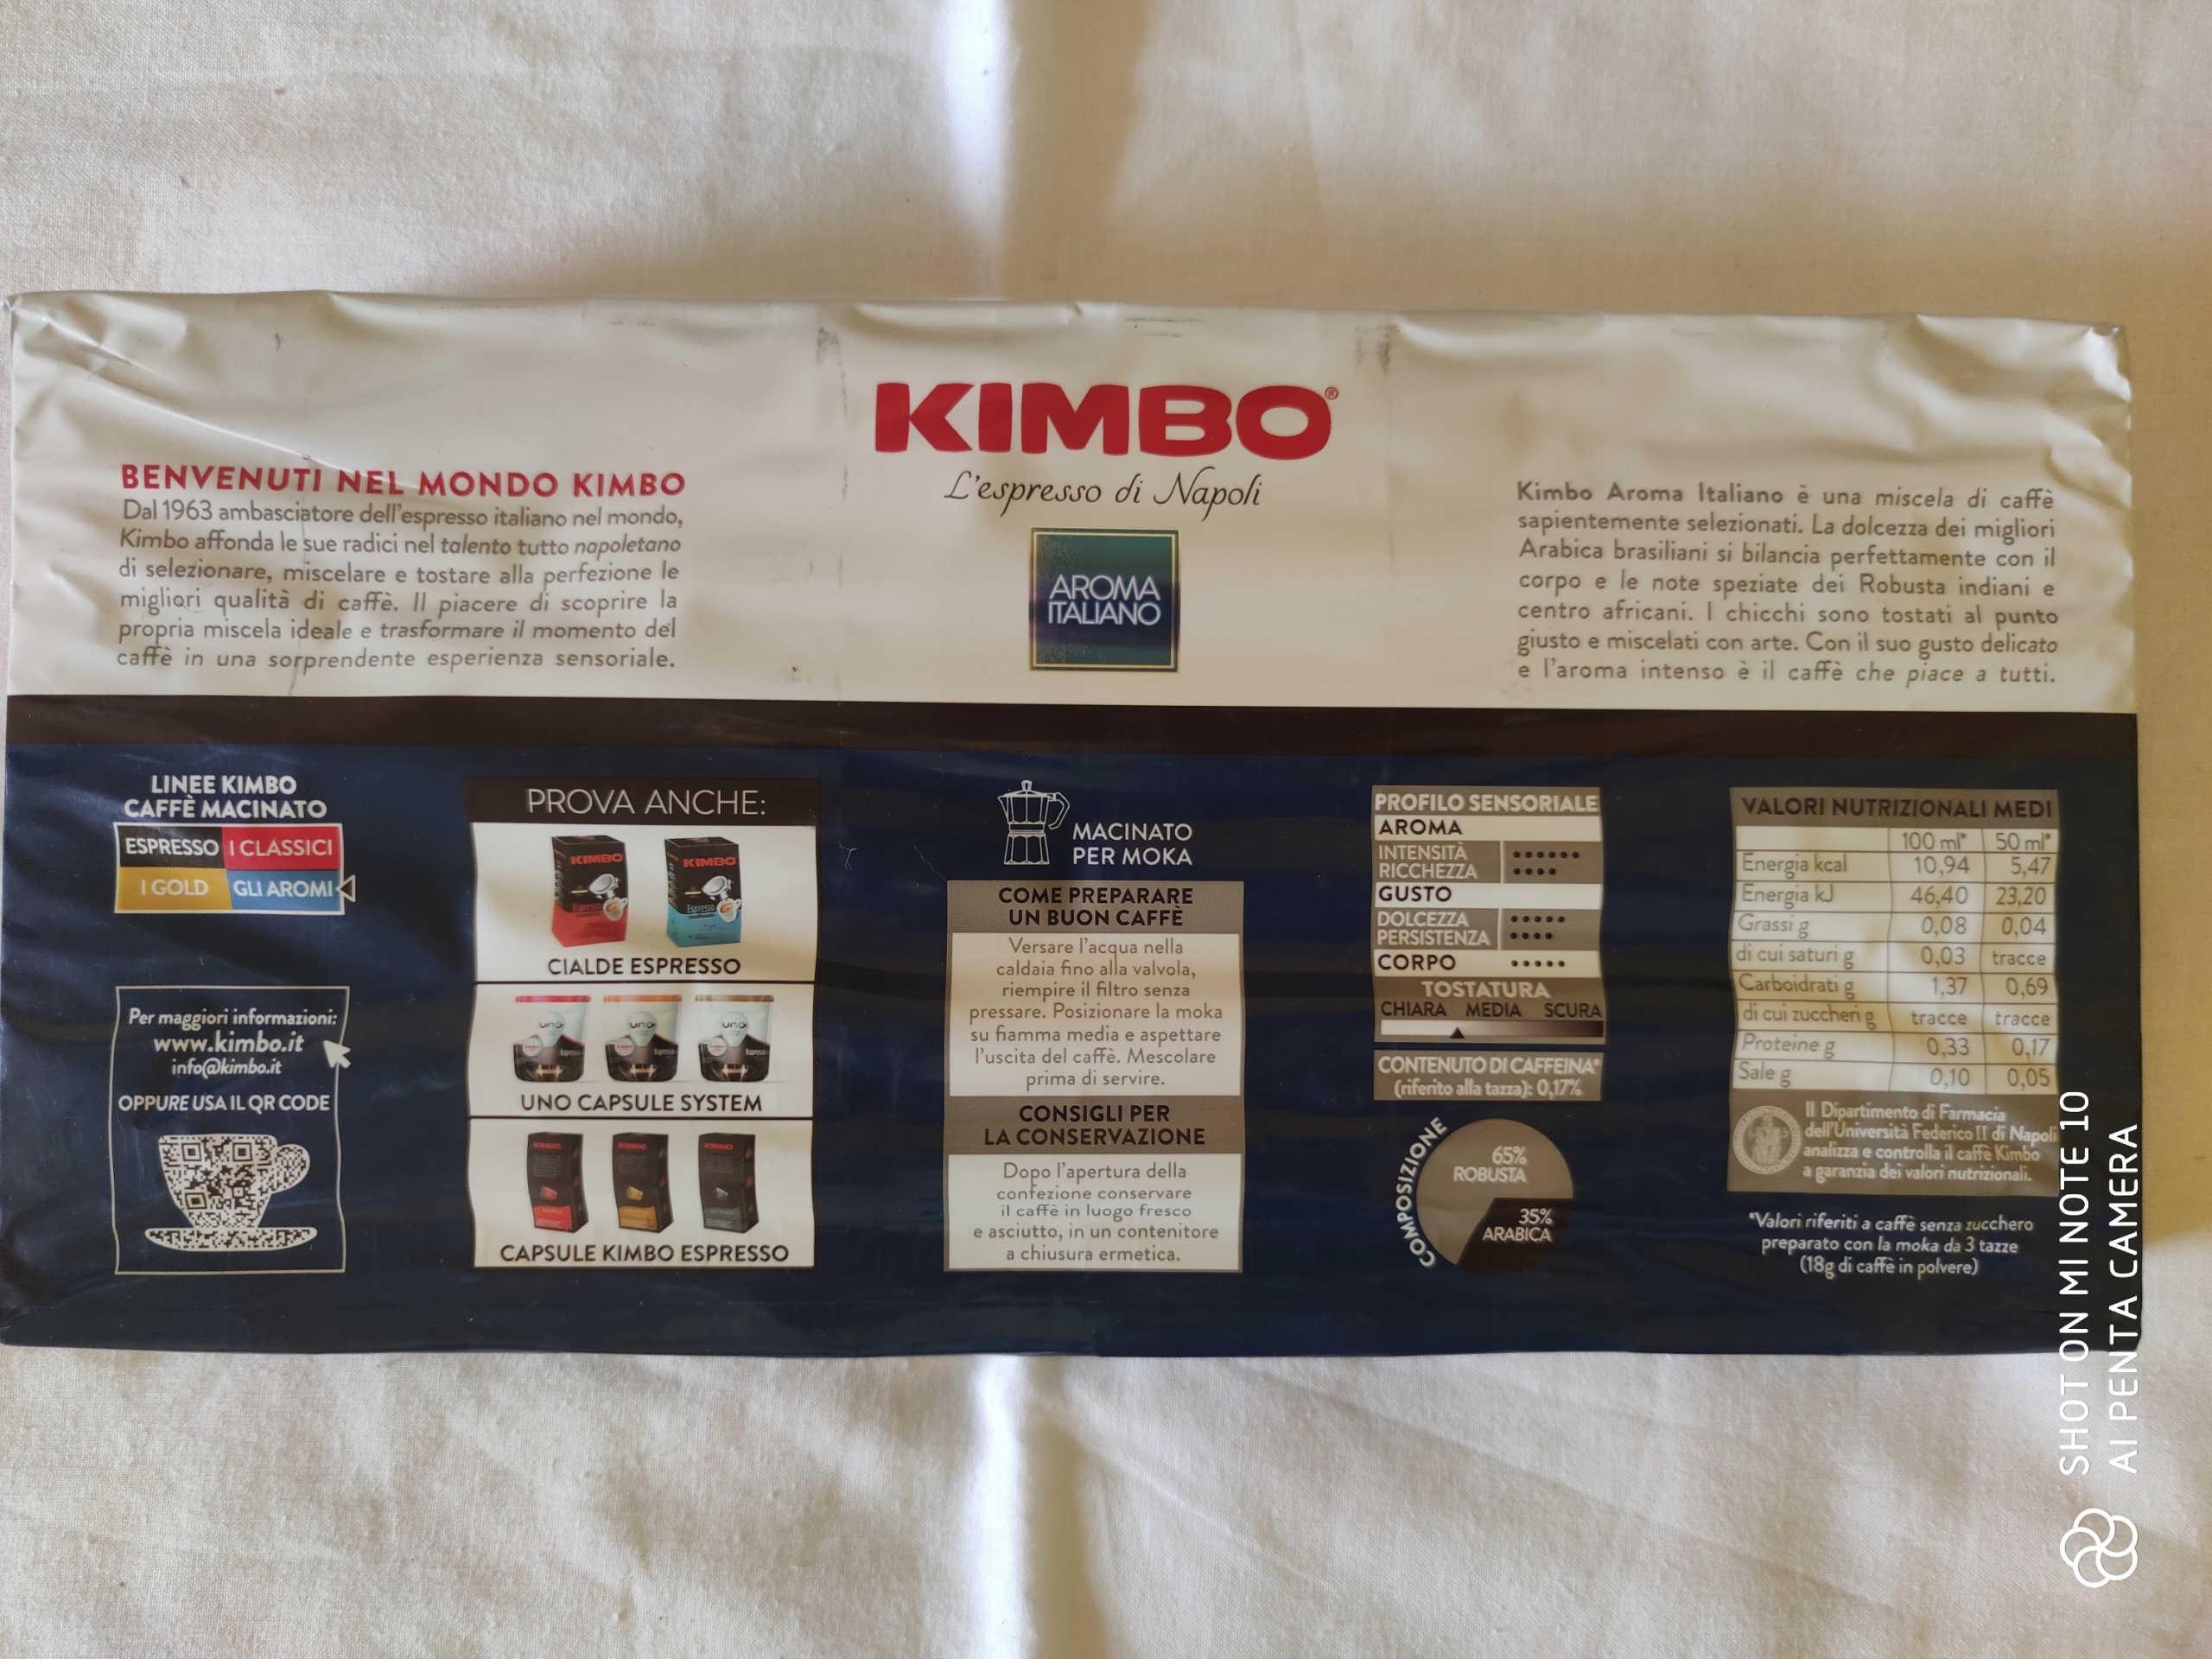 KIMBO®
L'espresso di Napoli
AROMA
ITALIANO
BENVENUTI NEL MONDO KIMBO
Dal 1963 ambasciatore dell'espresso italiano nel mondo,
Kimbo affonda le sue radici nel talento tutto napoletano
di selezionare, miscelare e tostare alla perfezione le
migliori qualità di caffè. Il piacere di scoprire la
propria miscela ideale e trasformare il momento del
caffè in una sorprendente esperienza sensoriale.
Kimbo Aroma Italiano è una miscela di caffè
sapientemente selezionati. La dolcezza dei migliori
Arabica brasiliani si bilancia perfettamente con il
corpo e le note speziate dei Robusta indiani e
centro africani. I chicchi sono tostati al punto
giusto e miscelati con arte. Con il suo gusto delicato
e l'aroma intenso è il caffè che piace a tutti.
LINEE KIMBO
CAFFÈ MACINATO
ESPRESSO I CLASSICI
I GOLD GLI AROMI
Per maggiori informazioni:
www.kimbo.it
info@kimbo.it
OPPURE USA IL QR CODE
PROVA ANCHE:
KIMBO KIMBO
Espresso Espresso
CIALDE ESPRESSO
uno uno uno
Espresso Espresso Espresso
UNO CAPSULE SYSTEM
KIMBO KIMBO KIMBO
CAPSULE KIMBO ESPRESSO
MACINATO
PER MOKA
COME PREPARARE
UN BUON CAFFÈ
Versare l'acqua nella
caldaia fino alla valvola,
riempire il filtro senza
pressare. Posizionare la moka
su fiamma media e aspettare
l'uscita del caffè. Mescolare
prima di servire.
CONSIGLI PER
LA CONSERVAZIONE
Dopo l'apertura della
confezione conservare
il caffè in luogo fresco
e asciutto, in un contenitore
a chiusura ermetica.
PROFILO SENSORIALE
AROMA
INTENSITÀ ••••••
RICCHEZZA ••••
GUSTO
DOLCEZZA •••••
PERSISTENZA ••••
CORPO •••••
TOSTATURA
CHIARA MEDIA SCURA
CONTENUTO DI CAFFEINA*
(riferito alla tazza): 0,17%
COMPOSIZIONE
65%
ROBUSTA
35%
ARABICA
VALORI NUTRIZIONALI MEDI
100 ml* 50 ml*
Energia kcal 10,94 5,47
Energia kJ 46,40 23,20
Grassi g 0,08 0,04
di cui saturi g 0,03 tracce
Carboidrati g 1,37 0,69
di cui zuccheri g tracce tracce
Proteine g 0,33 0,17
Sale g 0,10 0,05
Il Dipartimento di Farmacia
dell'Università Federico II di Napoli
analizza e controlla il caffè Kimbo
a garanzia dei valori nutrizionali.
*Valori riferiti a caffè senza zucchero
preparato con la moka da 3 tazze
(18g di caffè in polvere)
SHOT ON MI NOTE 10
AI PENTA CAMERA